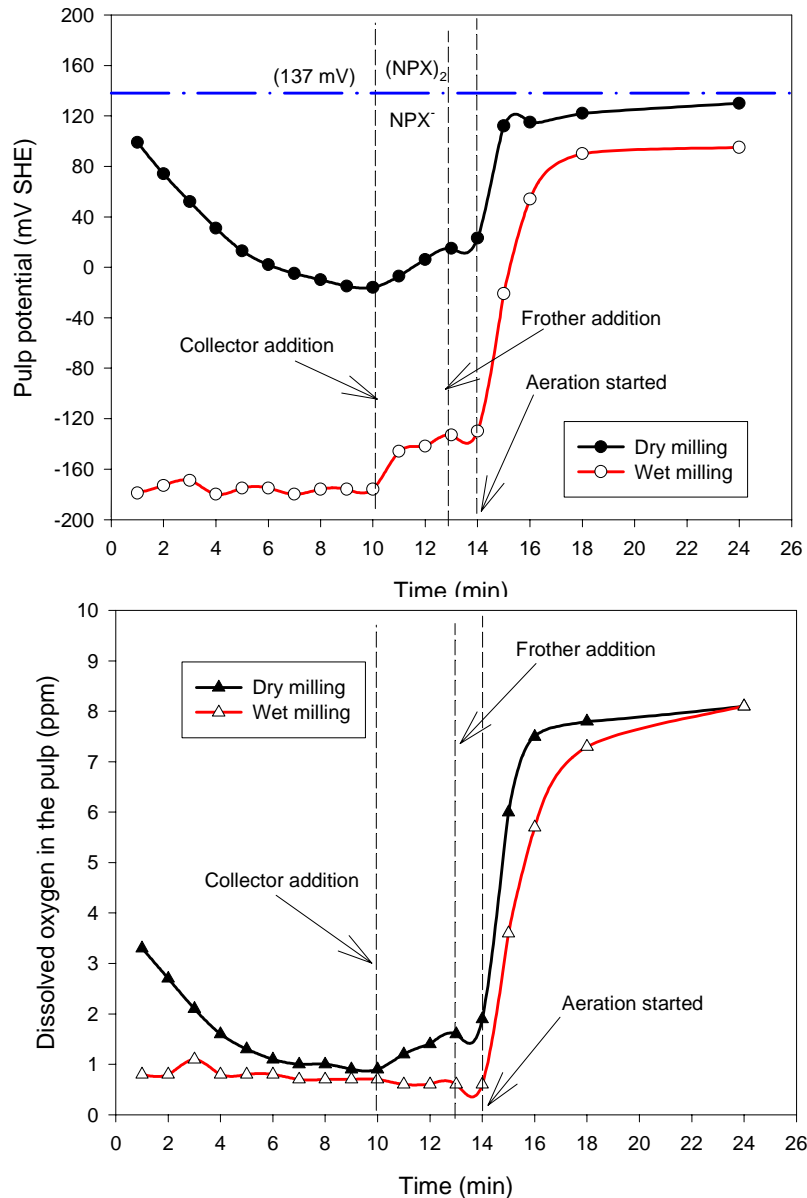 200
160
120
80
40
0
-40
-80
-120
-160
-200
Pulp potential (mV SHE)
(137 mV)
(NPX)2
NPX-
Collector addition
Frother addition
Aeration started
Dry milling
Wet milling
0 2 4 6 8 10 12 14 16 18 20 22 24 26
Time (min)
10
9
8
7
6
5
4
3
2
1
0
Dissolved oxygen in the pulp (ppm)
Dry milling
Wet milling
Frother addition
Collector addition
Aeration started
0 2 4 6 8 10 12 14 16 18 20 22 24 26
Time (min)